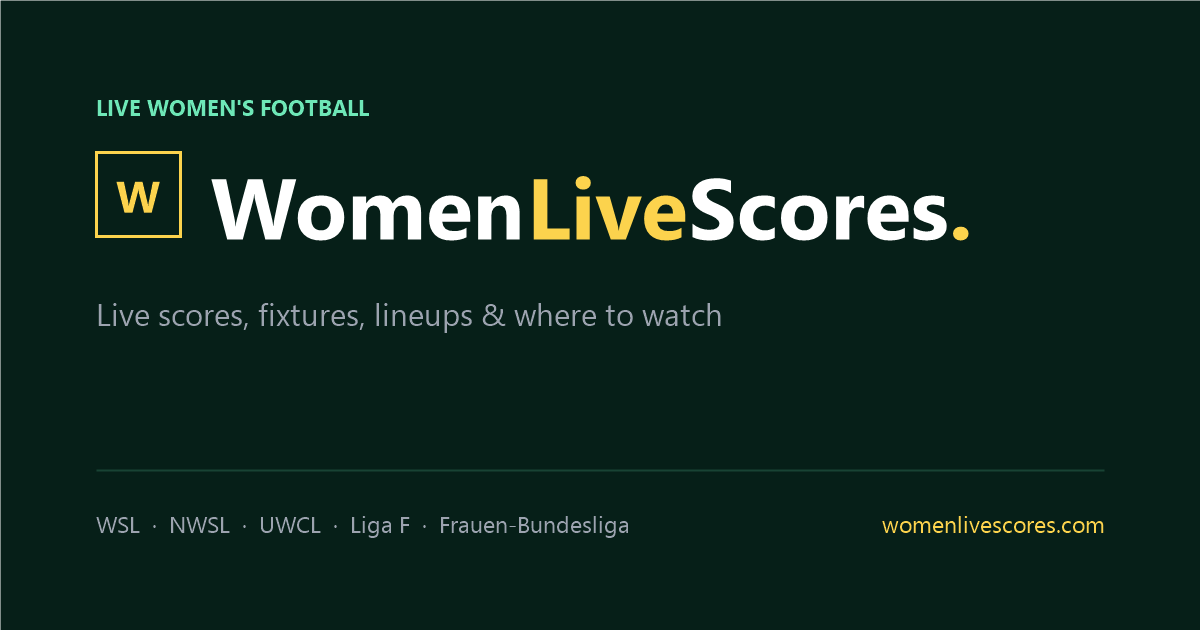 LIVE WOMEN'S FOOTBALL
W
WomenLiveScores.
Live scores, fixtures, lineups & where to watch
WSL · NWSL · UWCL · Liga F · Frauen-Bundesliga
womenlivescores.com